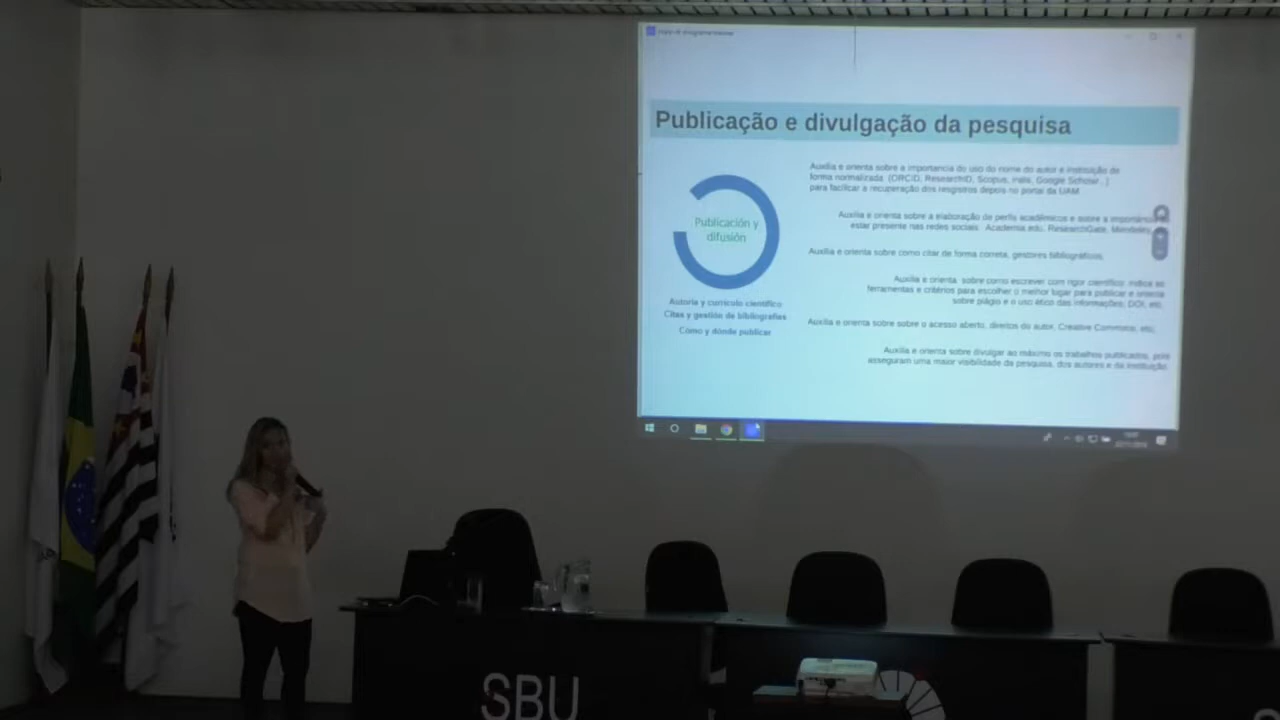 Publicação e divulgação da pesquisa
Publicación y
difusión
Autoria y currículo científico
Citas y gestión de bibliografías
Cómo y dónde publicar
Auxilia e orienta sobre a importancia do uso do nome do autor e instituição de
forma normalizada (ORCID, ResearchID, Scopus, Google Scholar...)
para facilicar a recuperação dos resgistros depois no portal da UAM
Auxilia e orienta sobre a elaboração de perfis acadêmicos e sobre a importância
estar presente nas redes sociais: Academia.edu, ResearchGate, Mendeley
Auxilia e orienta sobre como citar de forma correta, gestores bibliográficos,
Auxilia e orienta sobre como escrever com rigor científico: indica as
ferramentas e critérios para escolher o melhor lugar para publicar e orienta
sobre plágio e o uso ético das informações, DOI, etc.
Auxilia e orienta sobre sobre o acesso aberto, direitos do autor, Creative Commons, etc.
Auxilia e orienta sobre divulgar ao máximo os trabalhos publicados, pois
asseguram uma maior visibilidade da pesquisa, dos autores e da instituição.
SBU